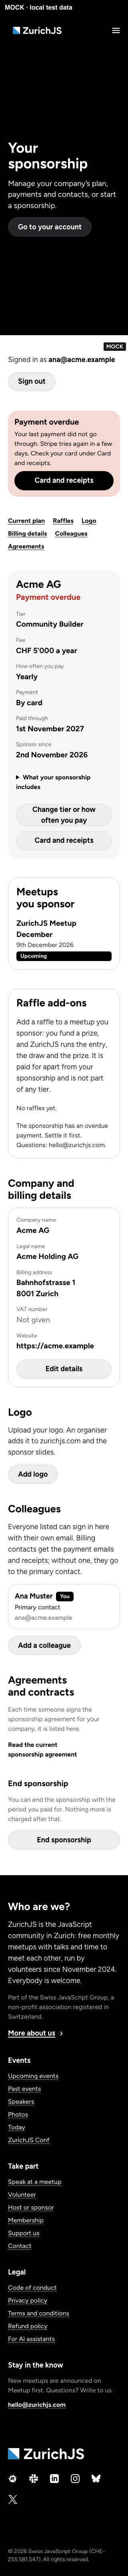 MOCK · local test data
ZurichJS
Your
sponsorship
Manage your company's plan,
payments and contacts, or start
a sponsorship.
Go to your account
MOCK
Signed in as ana@acme.example
Sign out
Payment overdue
Your last payment did not go
through. Stripe tries again in a few
days. Check your card under Card
and receipts.
Card and receipts
Current plan Raffles Logo
Billing details Colleagues
Agreements
Acme AG
Payment overdue
Tier
Community Builder
Fee
CHF 5'000 a year
How often you pay
Yearly
Payment
By card
Paid through
1st November 2027
Sponsor since
2nd November 2026
What your sponsorship
includes
Change tier or how
often you pay
Card and receipts
Meetups
you sponsor
ZurichJS Meetup
December
9th December 2026
Upcoming
Raffle add-ons
Add a raffle to a meetup you
sponsor: you fund a prize,
and ZurichJS runs the entry,
the draw and the prize. It is
paid for apart from your
sponsorship and is not part
of any tier.
No raffles yet.
The sponsorship has an overdue
payment. Settle it first.
Questions: hello@zurichjs.com.
Company and
billing details
Company name
Acme AG
Legal name
Acme Holding AG
Billing address
Bahnhofstrasse 1
8001 Zurich
VAT number
Not given
Website
https://acme.example
Edit details
Logo
Upload your logo. An organiser
adds it to zurichjs.com and the
sponsor slides.
Add logo
Colleagues
Everyone listed can sign in here
with their own email. Billing
contacts get the payment emails
and receipts; without one, they go
to the primary contact.
Ana Muster You
Primary contact
ana@acme.example
Add a colleague
Agreements
and contracts
Each time someone signs the
sponsorship agreement for your
company, it is listed here.
Read the current
sponsorship agreement
End sponsorship
You can end the sponsorship with the
period you paid for. Nothing more is
charged after that.
End sponsorship
Who are we?
ZurichJS is the JavaScript
community in Zurich: free monthly
meetups with talks and time to
meet each other, run by
volunteers since November 2024.
Everybody is welcome.
Part of the Swiss JavaScript Group, a
non-profit association registered in
Switzerland.
More about us
Events
Upcoming events
Past events
Speakers
Photos
Today
ZurichJS Conf
Take part
Speak at a meetup
Volunteer
Host or sponsor
Membership
Support us
Contact
Legal
Code of conduct
Privacy policy
Terms and conditions
Refund policy
For AI assistants
Stay in the know
New meetups are announced on
Meetup first. Questions? Write to us.
hello@zurichjs.com
ZurichJS
© 2026 Swiss JavaScript Group (CHE-
255.581.547). All rights reserved.